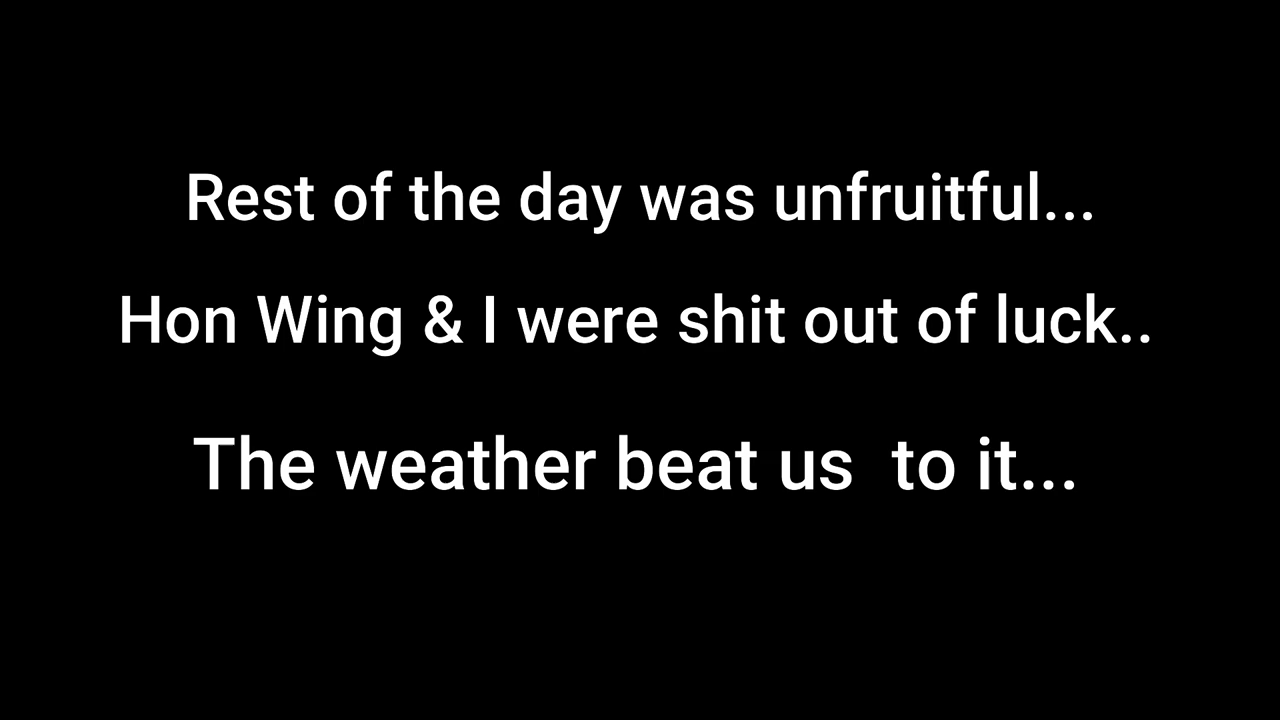 Rest of the day was unfruitful...
Hon Wing & I were shit out of luck..
The weather beat us  to it...